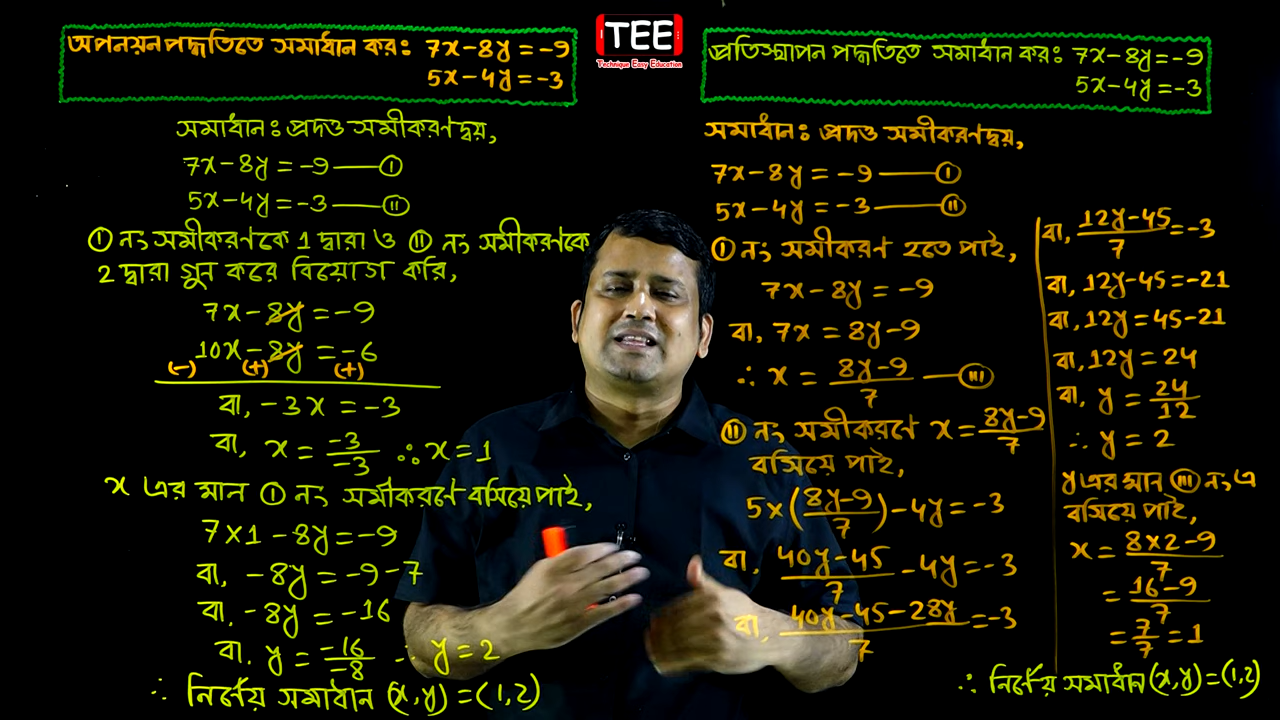 অপনয়ন পদ্ধতিতে সমাধান কর: 7x-8y=-9
5x-4y=-3
সমাধান: প্রদত্ত সমীকরণদ্বয়,
7x-8y=-9 — (I)
5x-4y=-3 — (II)
(I) নং সমীকরণকে 1 দ্বারা ও (II) নং সমীকরণকে
2 দ্বারা গুন করে বিয়োগ করি,
7x-8y=-9
10x-8y=-6
(-) (+) (+)
বা, -3x=-3
বা, x=-3/-3 ∴ x=1
x এর মান (I) নং সমীকরণে বসিয়ে পাই,
7×1-8y=-9
বা, -8y=-9-7
বা, -8y=-16
বা, y=-16/-8 ∴ y=2
∴ নির্ণেয় সমাধান (x,y)=(1,2)
TEE
Technique Easy Education
প্রতিস্থাপন পদ্ধতিতে সমাধান কর: 7x-8y=-9
5x-4y=-3
সমাধান: প্রদত্ত সমীকরণদ্বয়,
7x-8y=-9 — (I)
5x-4y=-3 — (II)
(I) নং সমীকরণ হতে পাই,
7x-8y=-9
বা, 7x=8y-9
∴ x=8y-9/7 — (III)
(II) নং সমীকরণে x=8y-9/7
বসিয়ে পাই,
5×(8y-9/7)-4y=-3
বা, 40y-45/7-4y=-3
বা, 40y-45-28y/7=-3
বা, 12y-45/7=-3
বা, 12y-45=-21
বা, 12y=45-21
বা, 12y=24
বা, y=24/12
∴ y=2
y এর মান (III) নং এ
বসিয়ে পাই,
x=8×2-9/7
=16-9/7
=7/7=1
∴ নির্ণেয় সমাধান (x,y)=(1,2)